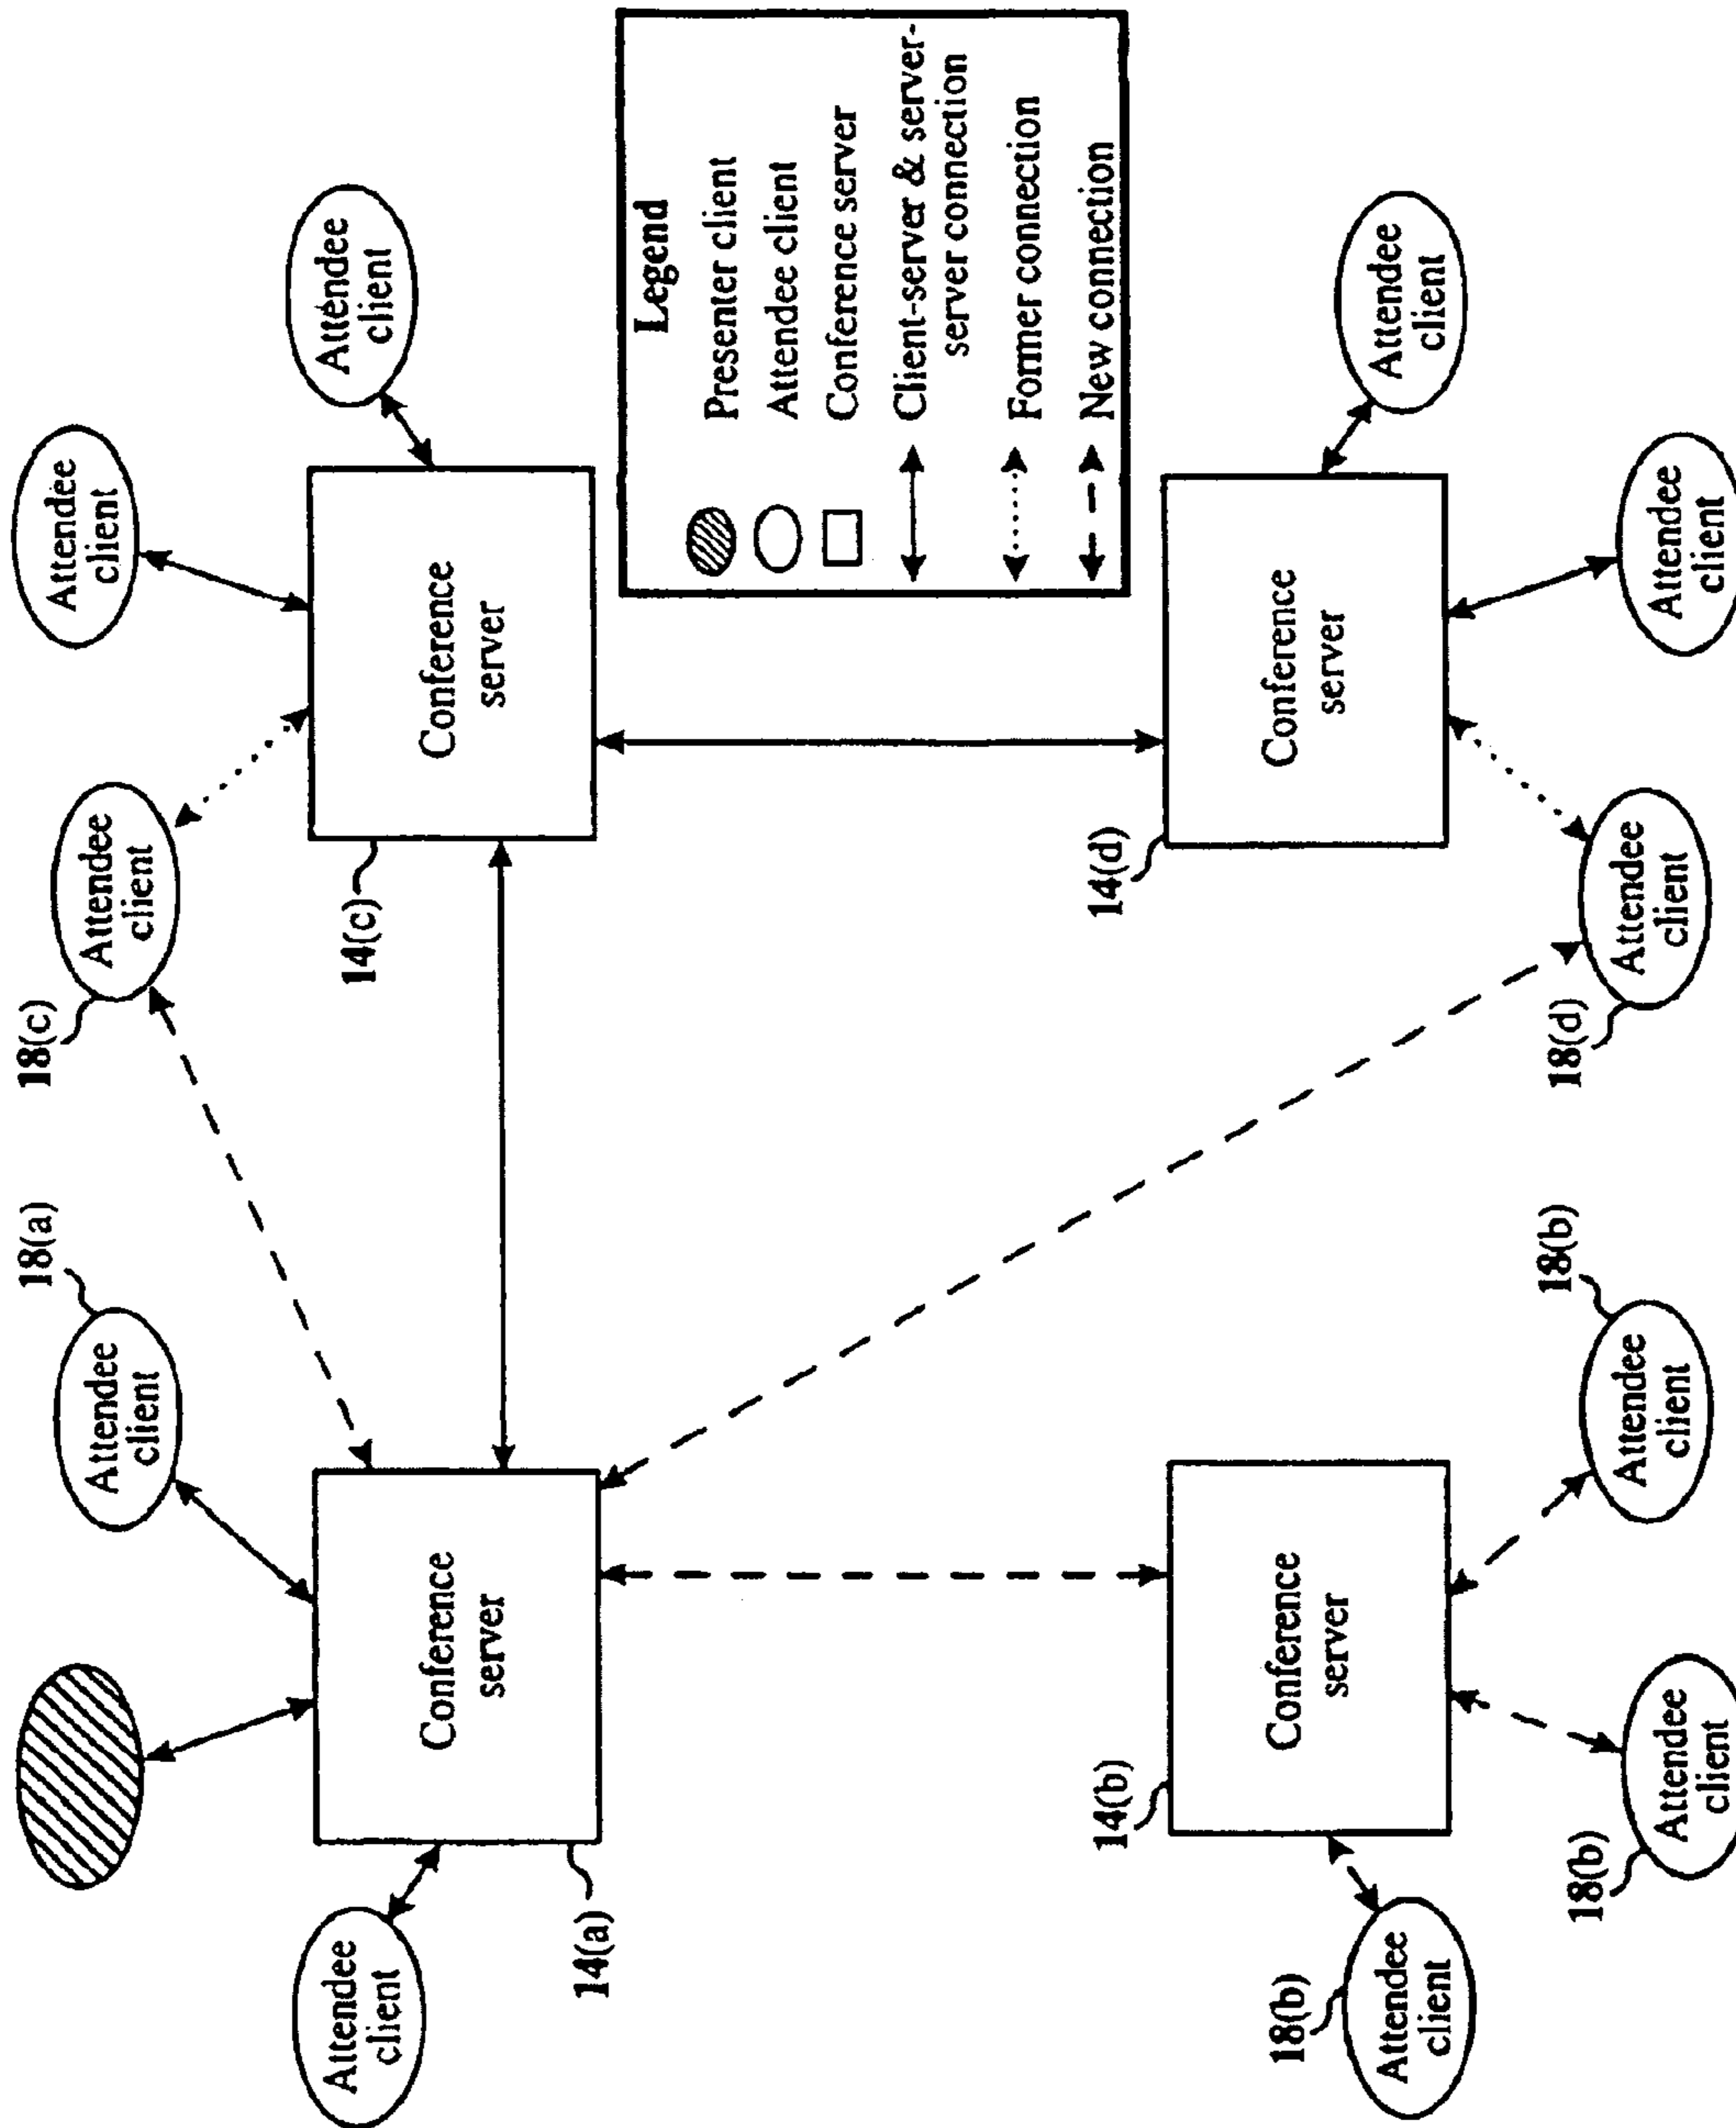 18(a)
18(c)
Attendee
client
Attendee
client
Attendee
client
Attendee
client
Attendee
client
Conference
server
Conference
server
14(a)
14(c)
Legend
Presenter client
Attendee client
Conference server
Client-server & server-
server connection
Former connection
New connection
14(b)
14(d)
Conference
server
Conference
server
18(b)
Attendee
client
18(b)
Attendee
client
18(b)
Attendee
client
18(d)
Attendee
client
Attendee
client
Attendee
client